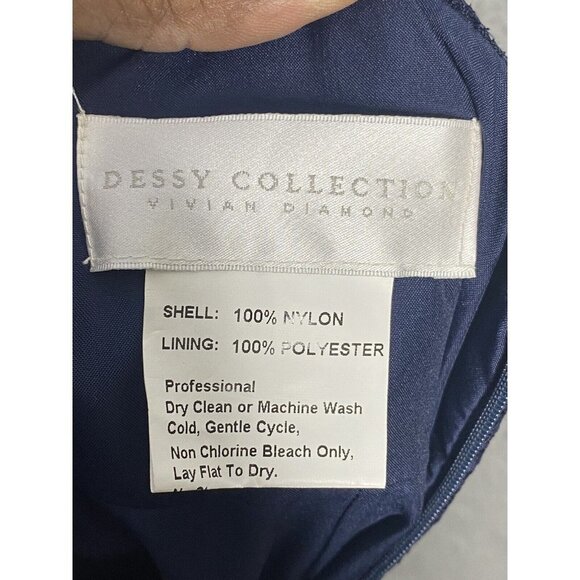 DESSY COLLECTION
VIVIAN DIAMOND
SHELL: 100% NYLON
LINING: 100% POLYESTER
Professional
Dry Clean or Machine Wash
Cold, Gentle Cycle,
Non Chlorine Bleach Only,
Lay Flat To Dry.